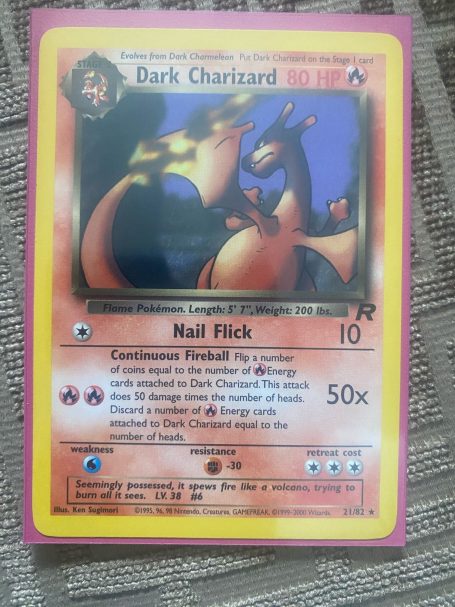 Evolves from Dark Charmeleon Put Dark Charizard on the Stage 1 card
STAGE 2
Dark Charizard 80 HP
Flame Pokémon. Length: 5' 7", Weight: 200 lbs.
R
Nail Flick 10
Continuous Fireball Flip a number
of coins equal to the number of Energy
cards attached to Dark Charizard. This attack
does 50 damage times the number of heads.
Discard a number of Energy cards
attached to Dark Charizard equal to the
number of heads.
50x
weakness resistance retreat cost
-30
Seemingly possessed, it spews fire like a volcano, trying to
burn all it sees. LV. 38 #6
Illus. Ken Sugimori ©1995, 96, 98 Nintendo, Creatures, GAMEFREAK. ©1999-2000 Wizards. 21/82 ★